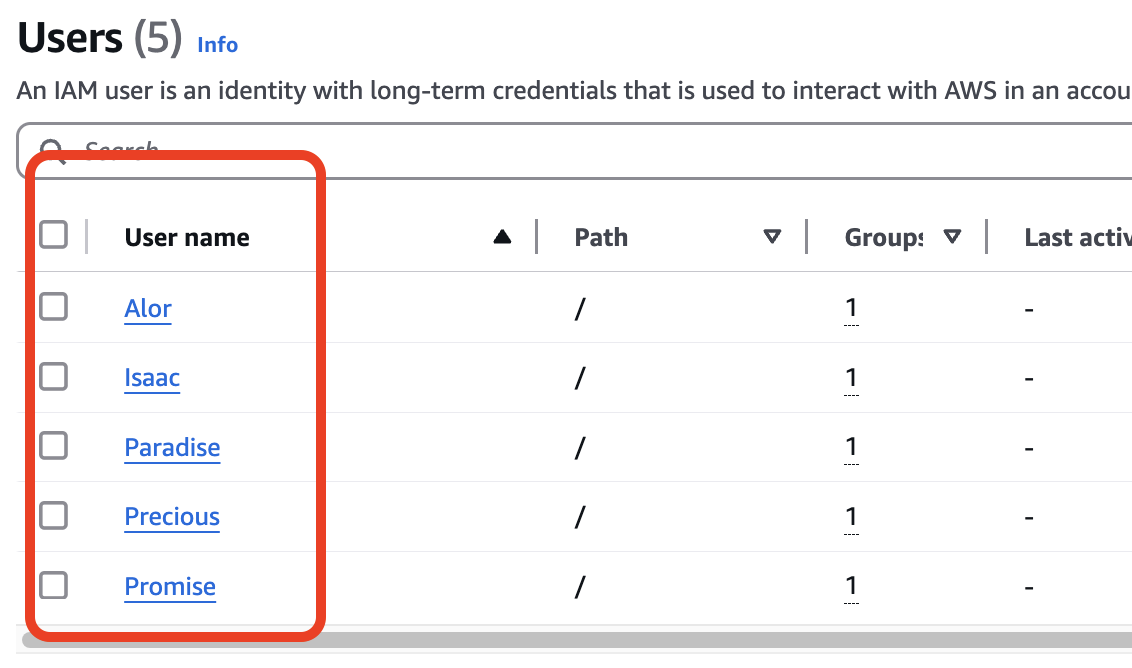 Users (5) Info
An IAM user is an identity with long-term credentials that is used to interact with AWS in an accou
Search
User name Path Groups Last activ
Alor / 1 -
Isaac / 1 -
Paradise / 1 -
Precious / 1 -
Promise / 1 -